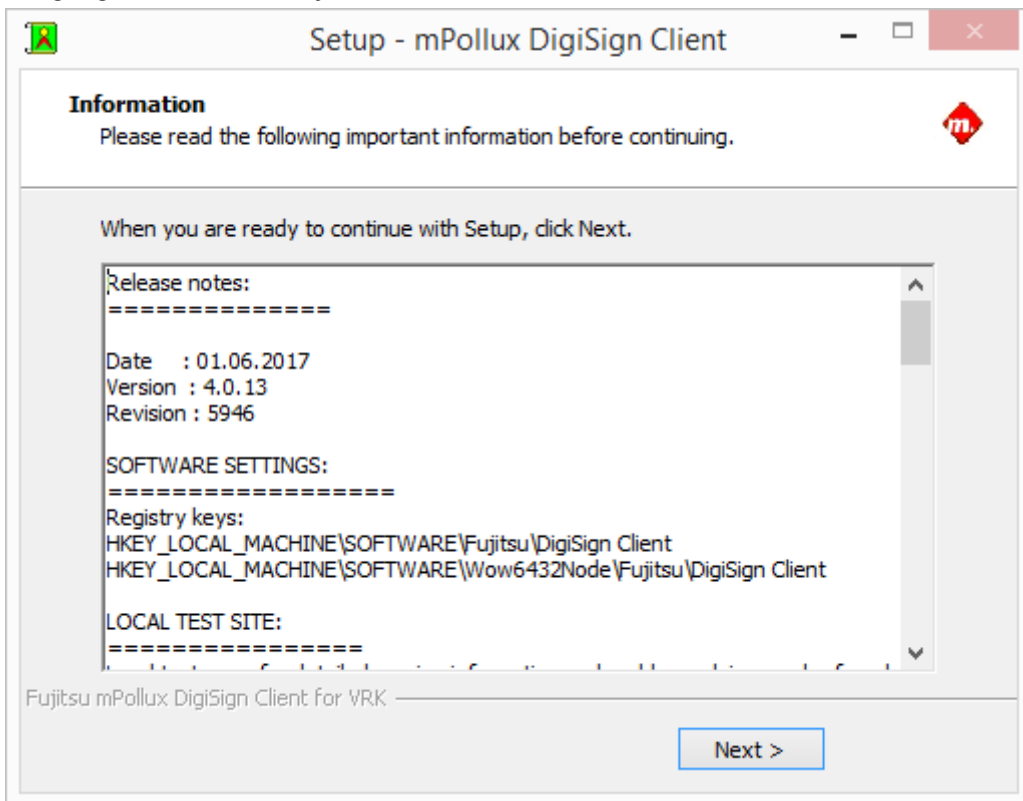 Setup - mPollux DigiSign Client
Information
Please read the following important information before continuing.
m.
When you are ready to continue with Setup, click Next.
Release notes:
==============
Date : 01.06.2017
Version : 4.0.13
Revision : 5946
SOFTWARE SETTINGS:
==================
Registry keys:
HKEY_LOCAL_MACHINE\SOFTWARE\Fujitsu\DigiSign Client
HKEY_LOCAL_MACHINE\SOFTWARE\Wow6432Node\Fujitsu\DigiSign Client
LOCAL TEST SITE:
================
Fujitsu mPollux DigiSign Client for VRK
Next >